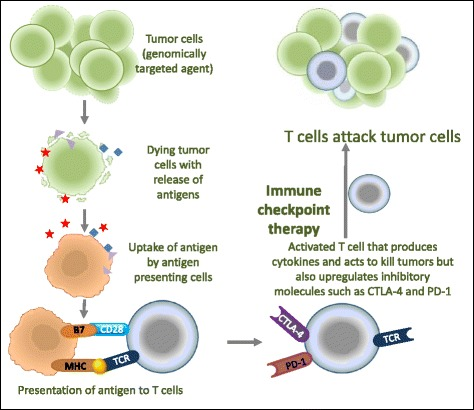 Tumor cells
(genomically
targeted agent)
Dying tumor
cells with
release of
antigens
Uptake of antigen
by antigen
presenting cells
B7
CD28
MHC
TCR
Presentation of antigen to T cells
T cells attack tumor cells
Immune
checkpoint
therapy
Activated T cell that produces
cytokines and acts to kill tumors but
also upregulates inhibitory
molecules such as CTLA-4 and PD-1
CTLA-4
TCR
PD-1